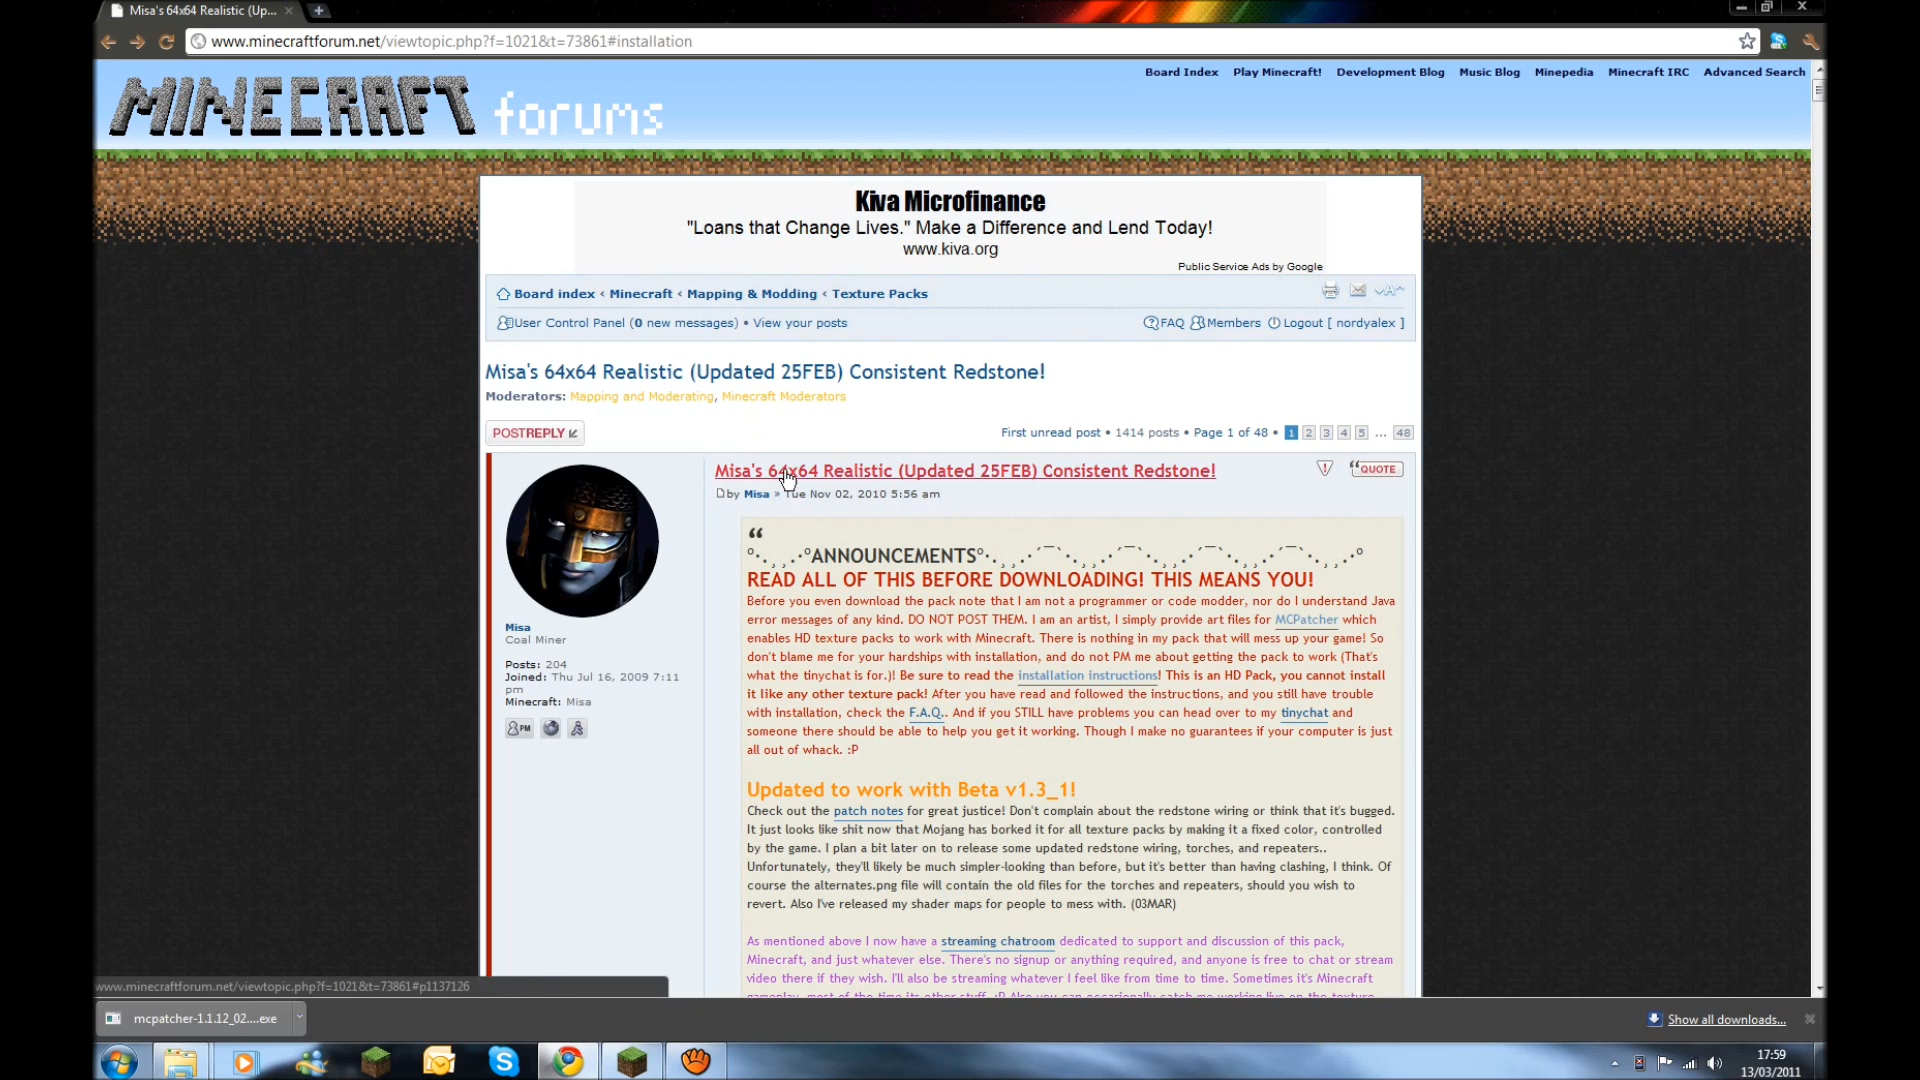 Misa's 64x64 Realistic (Up...
www.minecraftforum.net/viewtopic.php?f=1021&t=73861#installation
MINECRAFT forums
Board Index Play Minecraft! Development Blog Music Blog Minepedia Minecraft IRC Advanced Search
Kiva Microfinance
"Loans that Change Lives." Make a Difference and Lend Today!
www.kiva.org
Public Service Ads by Google
Board index ‹ Minecraft ‹ Mapping & Modding ‹ Texture Packs
User Control Panel (0 new messages) • View your posts
FAQ Members Logout [ nordyalex ]
Misa's 64x64 Realistic (Updated 25FEB) Consistent Redstone!
Moderators: Mapping and Moderating, Minecraft Moderators
POSTREPLY
First unread post • 1414 posts • Page 1 of 48 • 1 2 3 4 5 ... 48
Misa's 64x64 Realistic (Updated 25FEB) Consistent Redstone!
QUOTE
by Misa » Tue Nov 02, 2010 5:56 am
Misa
Coal Miner
Posts: 204
Joined: Thu Jul 16, 2009 7:11
pm
Minecraft: Misa
PM
“
º·.¸¸.·ºANNOUNCEMENTSº·.¸¸.·´¯`·.¸¸.·´¯`·.¸¸.·´¯`·.¸¸.·´¯`·.¸¸.·º
READ ALL OF THIS BEFORE DOWNLOADING! THIS MEANS YOU!
Before you even download the pack note that I am not a programmer or code modder, nor do I understand Java
error messages of any kind. DO NOT POST THEM. I am an artist, I simply provide art files for MCPatcher which
enables HD texture packs to work with Minecraft. There is nothing in my pack that will mess up your game! So
don't blame me for your hardships with installation, and do not PM me about getting the pack to work (That's
what the tinychat is for.)! Be sure to read the installation instructions! This is an HD Pack, you cannot install
it like any other texture pack! After you have read and followed the instructions, and you still have trouble
with installation, check the F.A.Q.. And if you STILL have problems you can head over to my tinychat and
someone there should be able to help you get it working. Though I make no guarantees if your computer is just
all out of whack. :P
Updated to work with Beta v1.3_1!
Check out the patch notes for great justice! Don't complain about the redstone wiring or think that it's bugged.
It just looks like shit now that Mojang has borked it for all texture packs by making it a fixed color, controlled
by the game. I plan a bit later on to release some updated redstone wiring, torches, and repeaters..
Unfortunately, they'll likely be much simpler-looking than before, but it's better than having clashing, I think. Of
course the alternates.png file will contain the old files for the torches and repeaters, should you wish to
revert. Also I've released my shader maps for people to mess with. (03MAR)
As mentioned above I now have a streaming chatroom dedicated to support and discussion of this pack,
Minecraft, and just whatever else. There's no signup or anything required, and anyone is free to chat or stream
video there if they wish. I'll also be streaming whatever I feel like from time to time. Sometimes it's Minecraft
gameplay, most of the time its other stuff. :P Also you can occasionally catch me working live on the texture
www.minecraftforum.net/viewtopic.php?f=1021&t=73861#p1137126
mcpatcher-1.1.12_02....exe
Show all downloads...
17:59
13/03/2011